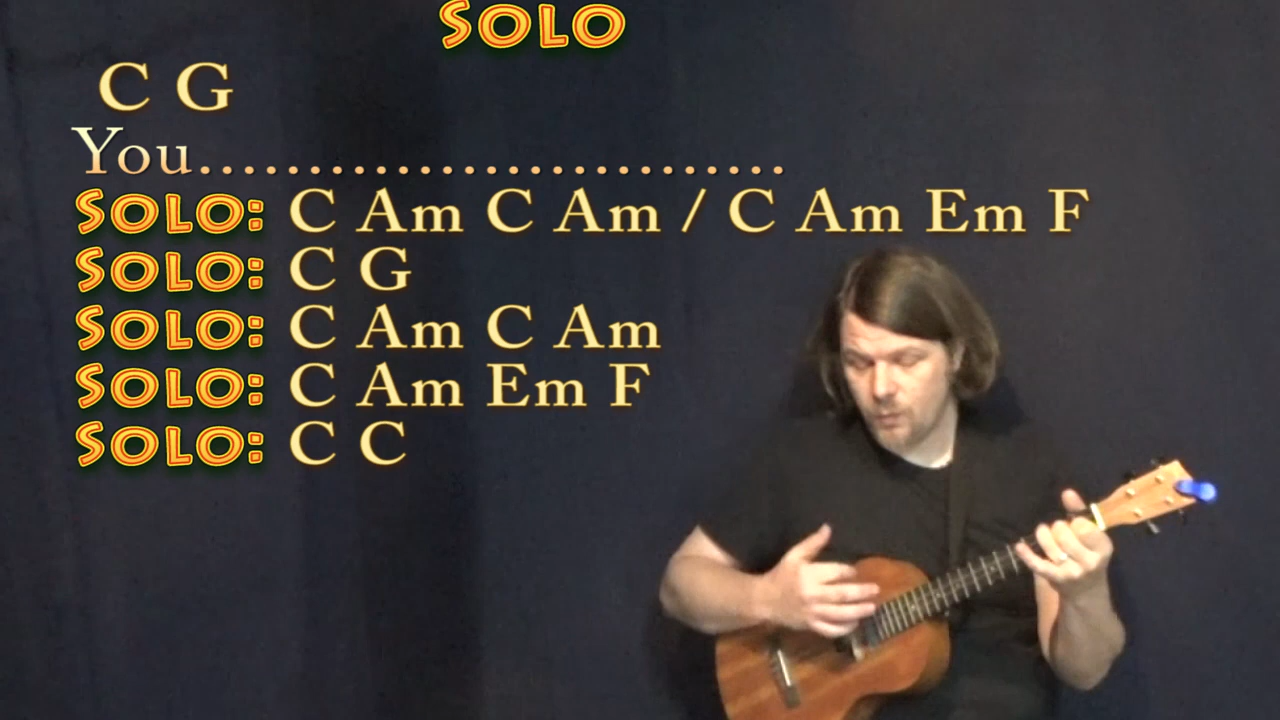 SOLO
C G
You...........................
SOLO: C Am C Am / C Am Em F
SOLO: C G
SOLO: C Am C Am
SOLO: C Am Em F
SOLO: C C